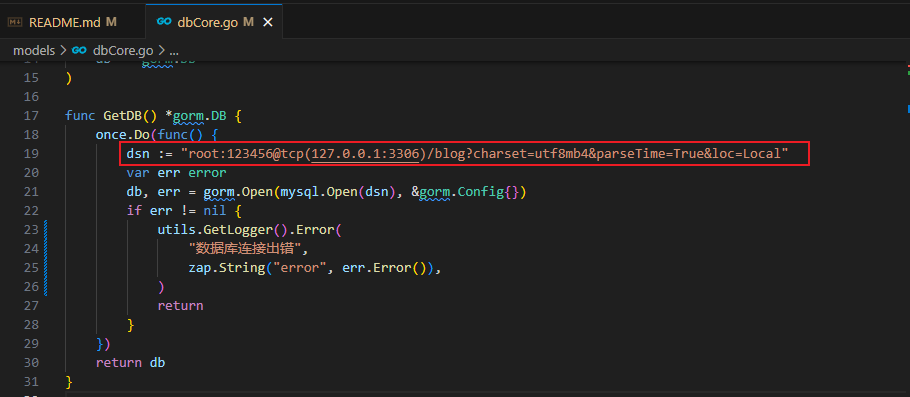 README.md M
dbCore.go M
models > dbCore.go > ...
15 )
16
17 func GetDB() *gorm.DB {
18 once.Do(func() {
19 dsn := "root:123456@tcp(127.0.0.1:3306)/blog?charset=utf8mb4&parseTime=True&loc=Local"
20 var err error
21 db, err = gorm.Open(mysql.Open(dsn), &gorm.Config{})
22 if err != nil {
23 utils.GetLogger().Error(
24 "数据库连接出错",
25 zap.String("error", err.Error()),
26 )
27 return
28 }
29 })
30 return db
31 }